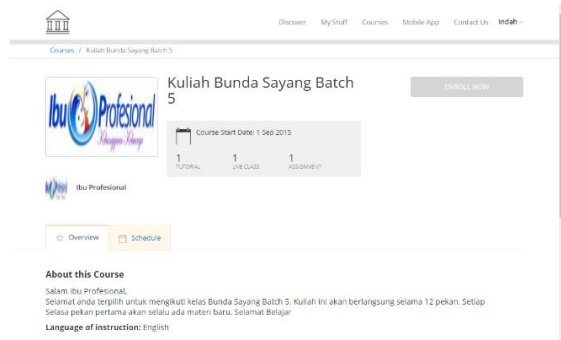 Discover My Stuff Courses Mobile App Contact Us Indah
Courses / Kuliah Bunda Sayang Batch 5
Ibu Profesional
Kuliah Bunda Sayang Batch
5
ENROLL NOW
Course Start Date: 1 Sep 2015
1 1 1
TUTORIAL LIVE CLASS ASSIGNMENT
Ibu Profesional
Overview Schedule
About this Course
Salam Ibu Profesional,
Selamat anda terpilih untuk mengikuti kelas Bunda Sayang Batch 5. Kuliah ini akan berlangsung selama 12 pekan. Setiap
Selasa pekan pertama akan selalu ada materi baru. Selamat Belajar
Language of instruction: English